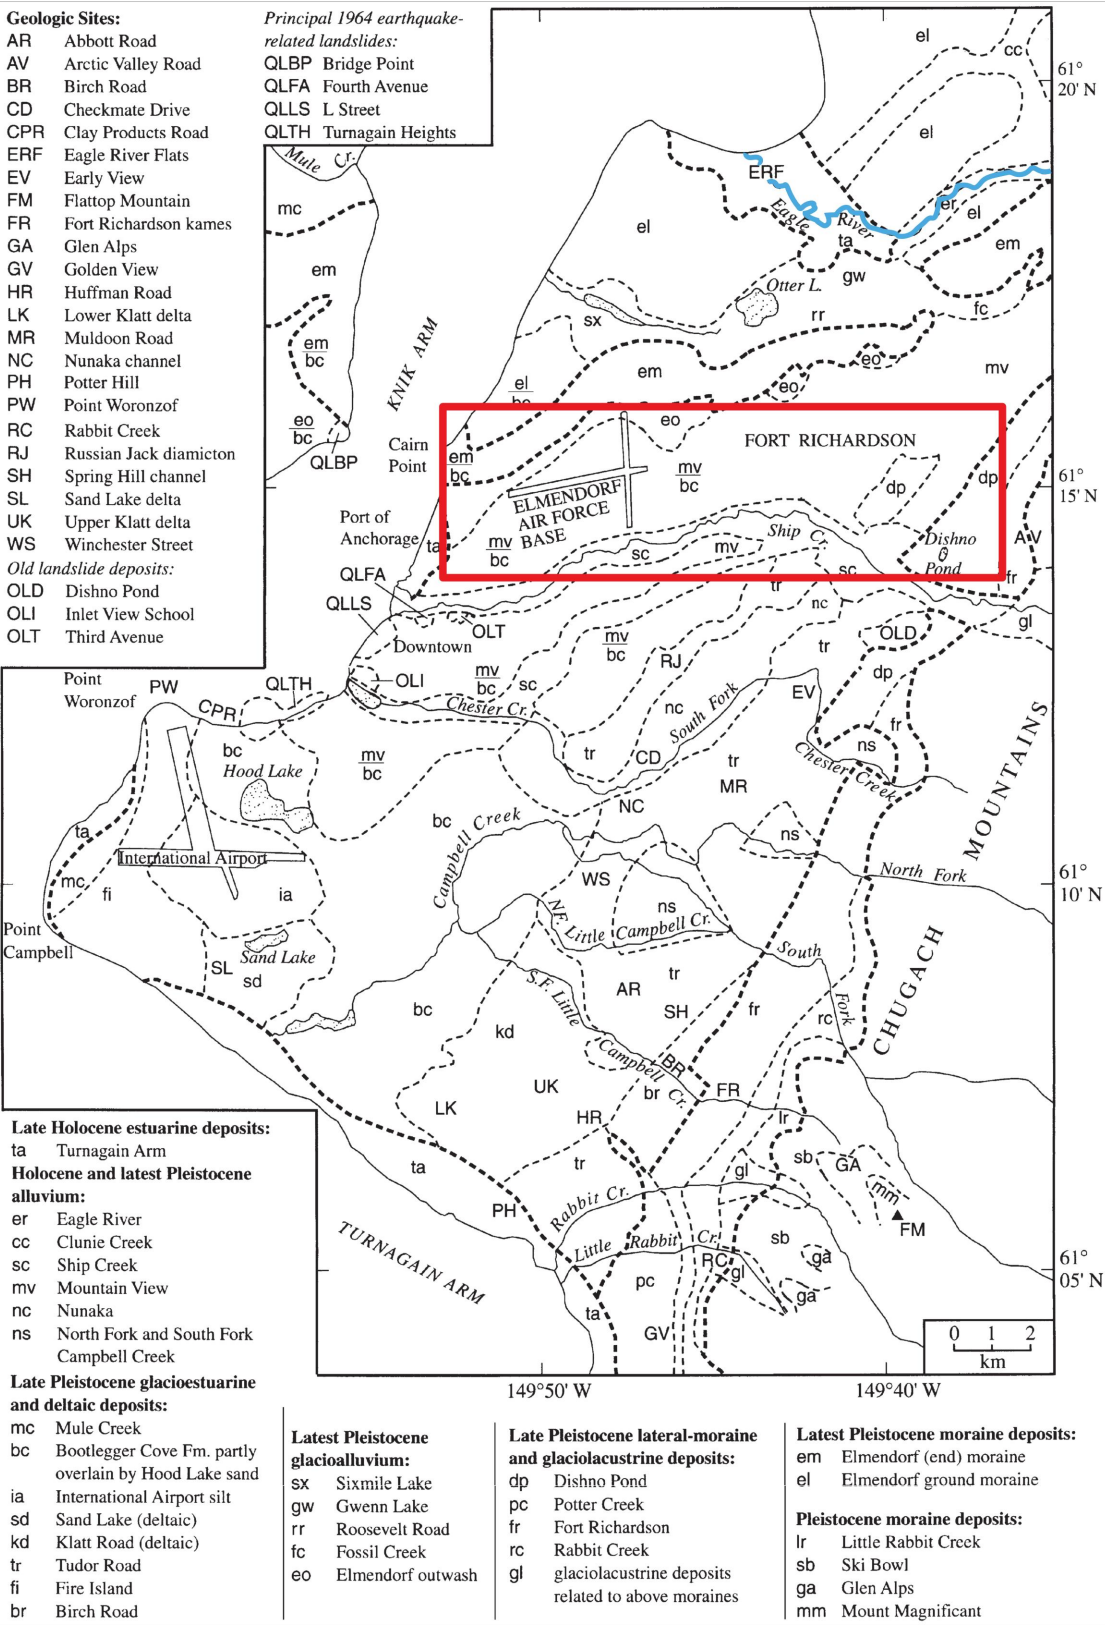 Geologic Sites:
AR Abbott Road
AV Arctic Valley Road
BR Birch Road
CD Checkmate Drive
CPR Clay Products Road
ERF Eagle River Flats
EV Early View
FM Flattop Mountain
FR Fort Richardson kames
GA Glen Alps
GV Golden View
HR Huffman Road
LK Lower Klatt delta
MR Muldoon Road
NC Nunaka channel
PH Potter Hill
PW Point Woronzof
RC Rabbit Creek
RJ Russian Jack diamicton
SH Spring Hill channel
SL Sand Lake delta
UK Upper Klatt delta
WS Winchester Street
Old landslide deposits:
OLD Dishno Pond
OLI Inlet View School
OLT Third Avenue
Principal 1964 earthquake-
related landslides:
QLBP Bridge Point
QLFA Fourth Avenue
QLLS L Street
QLTH Turnagain Heights
el
cc
61°
20' N
el
Mule Cr.
ERF
mc
er
el
el
Eagle River
ta
em
em
gw
Otter L.
fc
sx
rr
em
bc
em
eo
mv
KNIK ARM
el
bc
eo
eo
bc
QLBP
Cairn
Point
em
bc
eo
FORT RICHARDSON
mv
bc
dp
dp
61°
15' N
ELMENDORF
AIR FORCE
BASE
Port of
Anchorage
ta
mv
bc
sc
mv
Ship Cr.
Dishno
Pond
AV
QLFA
tr
sc
fr
QLLS
nc
gl
OLT
Downtown
mv
bc
tr
OLD
RJ
dp
Point
Woronzof
PW
QLTH
OLI
mv
bc
sc
EV
CPR
Chester Cr.
nc
South Fork
fr
bc
mv
bc
tr
CD
tr
ns
Hood Lake
MR
Chester Creek
MOUNTAINS
ta
bc
Campbell Creek
NC
ns
International Airport
North Fork
61°
10' N
mc
fi
ia
WS
ns
Point
Campbell
N.F. Little Campbell Cr.
South Fork
Sand Lake
SL
sd
tr
AR
S.F. Little Campbell Cr.
bc
SH
fr
rc
CHUGACH
kd
BR
UK
br
FR
LK
HR
lr
ta
tr
sb
GA
gl
mm
PH
Rabbit Cr.
FM
sb
TURNAGAIN ARM
Little Rabbit Cr.
RC
gl
ga
61°
05' N
pc
ga
ta
GV
0 1 2
km
149°50' W
149°40' W
Late Holocene estuarine deposits:
ta Turnagain Arm
Holocene and latest Pleistocene
alluvium:
er Eagle River
cc Clunie Creek
sc Ship Creek
mv Mountain View
nc Nunaka
ns North Fork and South Fork
Campbell Creek
Late Pleistocene glacioestuarine
and deltaic deposits:
mc Mule Creek
bc Bootlegger Cove Fm. partly
overlain by Hood Lake sand
ia International Airport silt
sd Sand Lake (deltaic)
kd Klatt Road (deltaic)
tr Tudor Road
fi Fire Island
br Birch Road
Latest Pleistocene
glacioalluvium:
sx Sixmile Lake
gw Gwenn Lake
rr Roosevelt Road
fc Fossil Creek
eo Elmendorf outwash
Late Pleistocene lateral-moraine
and glaciolacustrine deposits:
dp Dishno Pond
pc Potter Creek
fr Fort Richardson
rc Rabbit Creek
gl glaciolacustrine deposits
related to above moraines
Latest Pleistocene moraine deposits:
em Elmendorf (end) moraine
el Elmendorf ground moraine
Pleistocene moraine deposits:
lr Little Rabbit Creek
sb Ski Bowl
ga Glen Alps
mm Mount Magnificant